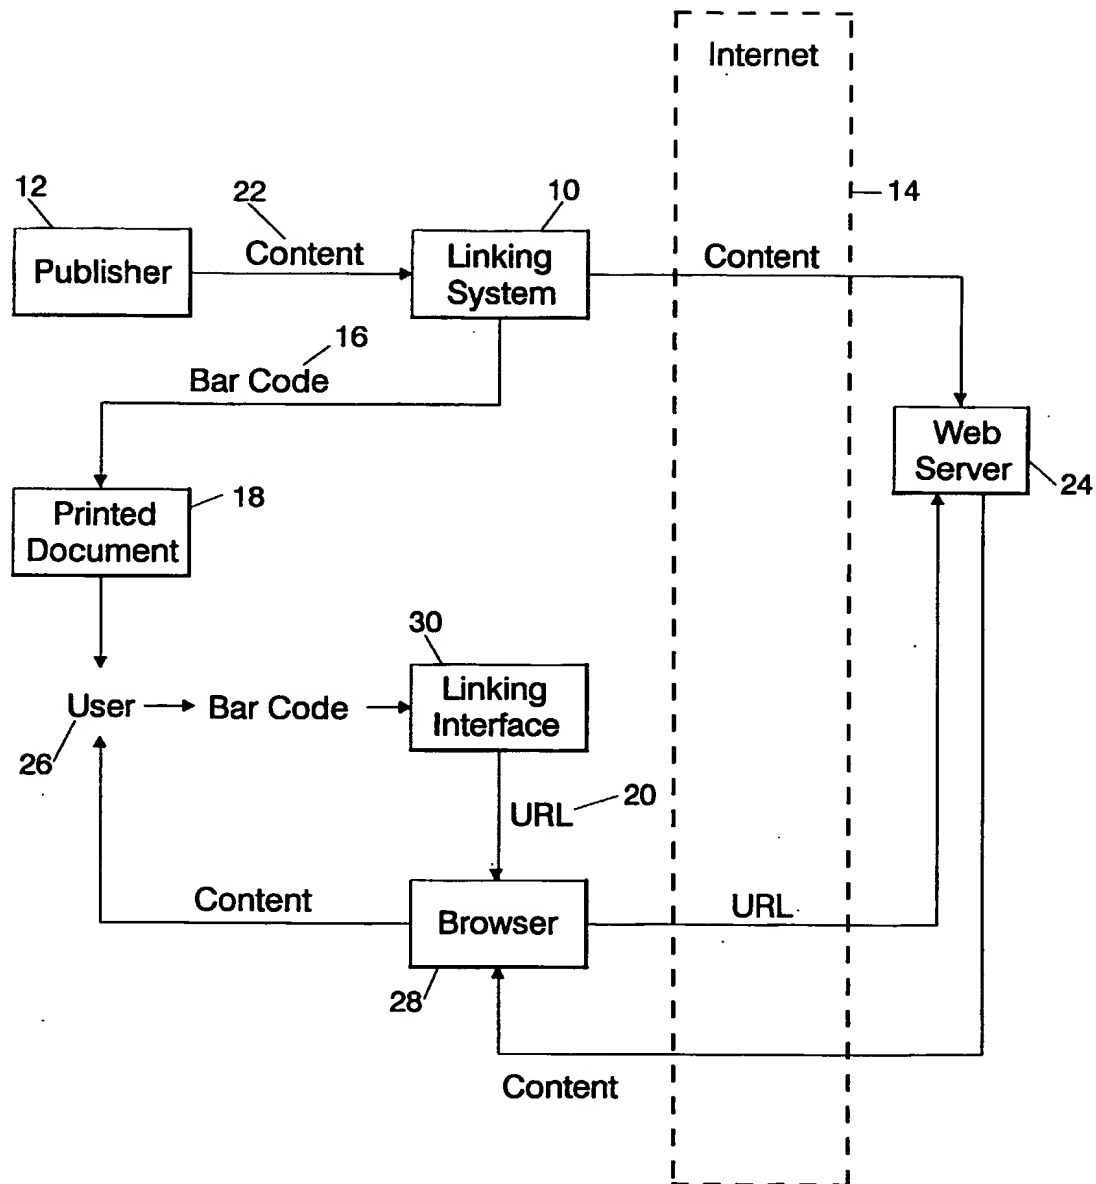 Internet
12
22
10
14
Publisher
Content
Linking
System
Content
16
Bar Code
Web
Server
24
18
Printed
Document
30
User
Bar Code
Linking
Interface
26
20
URL
Content
Browser
URL
28
Content